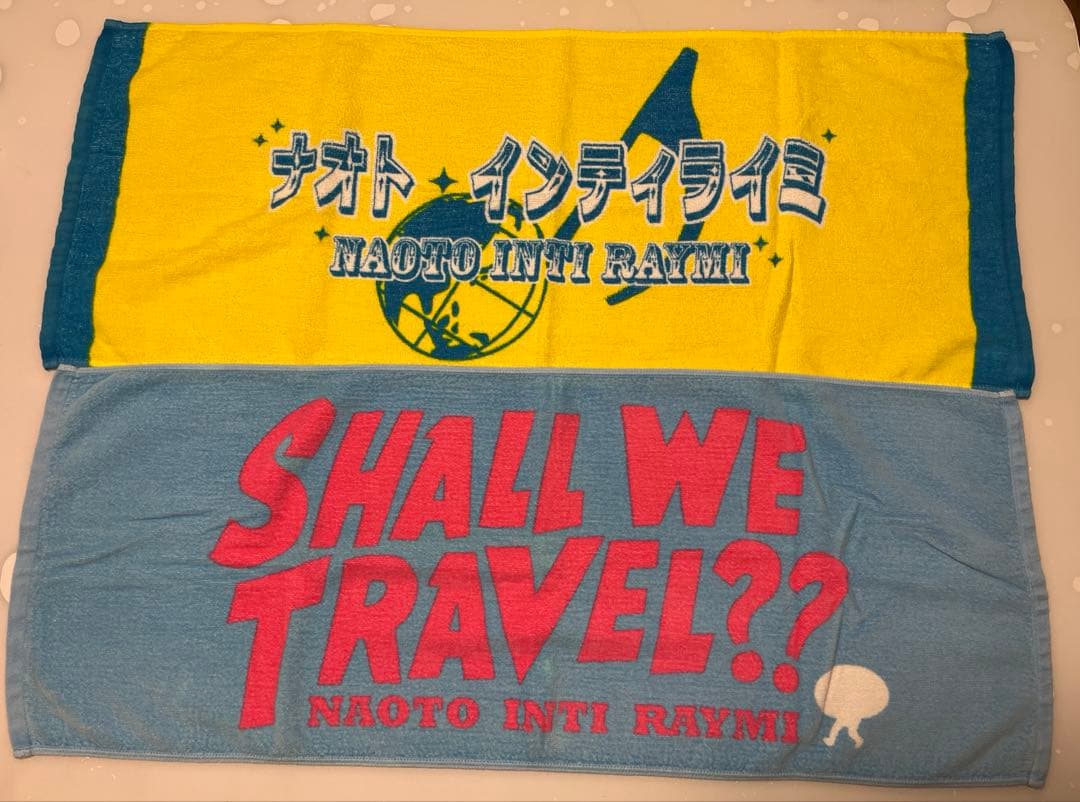 ナオト インティライミ
NAOTO INTI RAYMI
SHALL WE
TRAVEL??
NAOTO INTI RAYMI